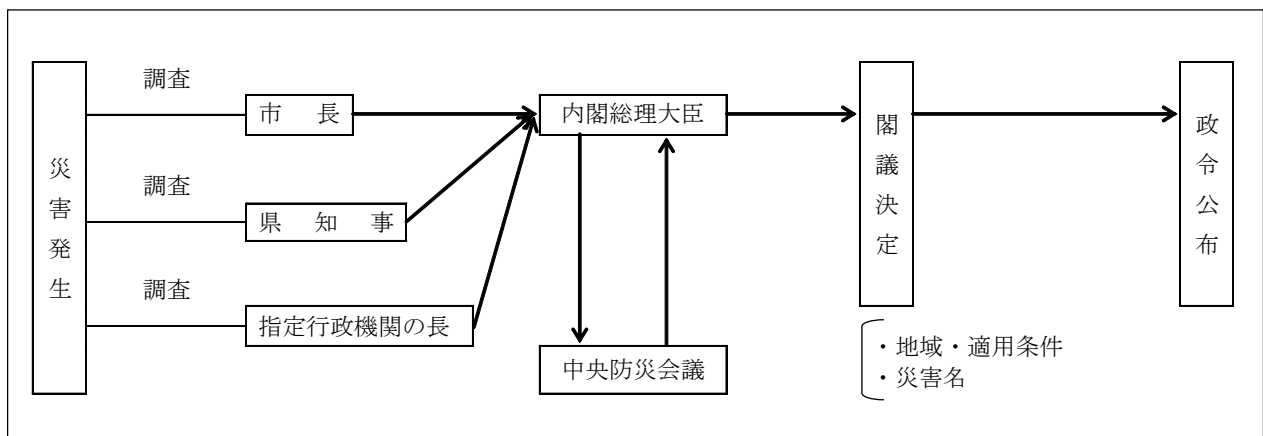 災害発生
調査
市　長
調査
県　知　事
調査
指定行政機関の長
内閣総理大臣
中央防災会議
閣議決定
・地域・適用条件
・災害名
政令公布